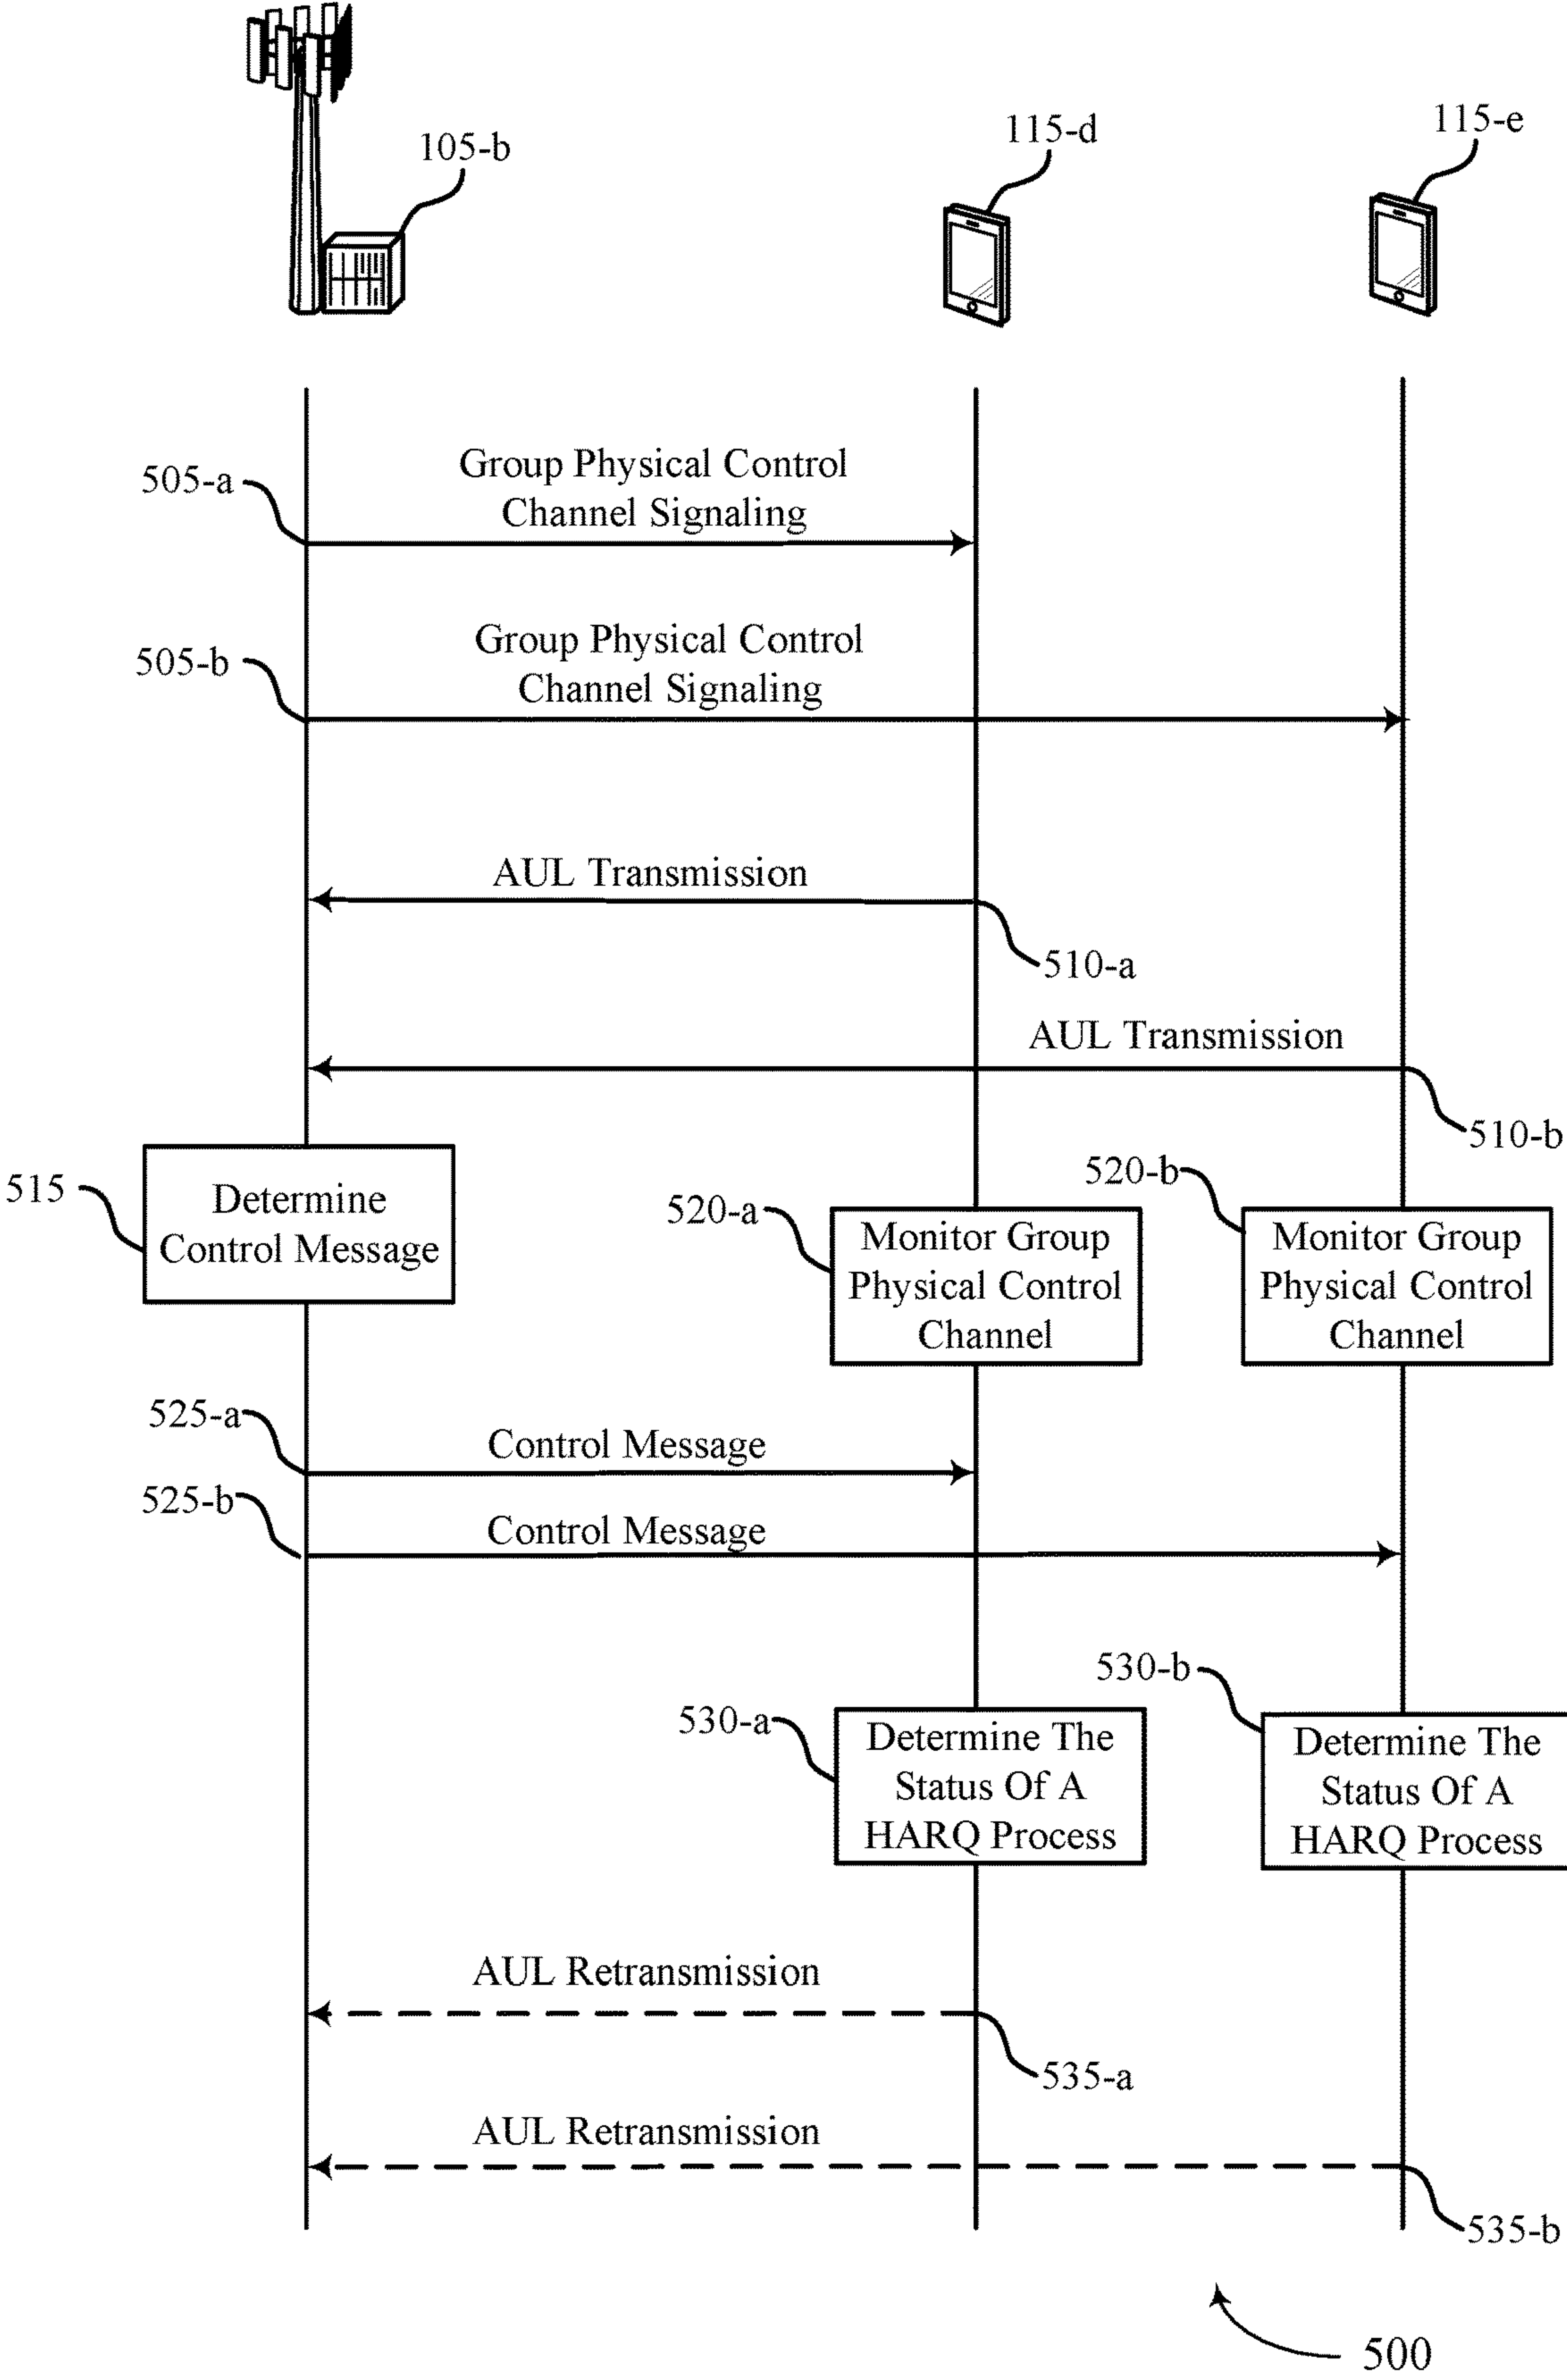 105-b
115-d
115-e
505-a
Group Physical Control
Channel Signaling
505-b
Group Physical Control
Channel Signaling
AUL Transmission
510-a
AUL Transmission
510-b
515
Determine
Control Message
520-a
Monitor Group
Physical Control
Channel
520-b
Monitor Group
Physical Control
Channel
525-a
Control Message
525-b
Control Message
530-a
Determine The
Status Of A
HARQ Process
530-b
Determine The
Status Of A
HARQ Process
AUL Retransmission
535-a
AUL Retransmission
535-b
500